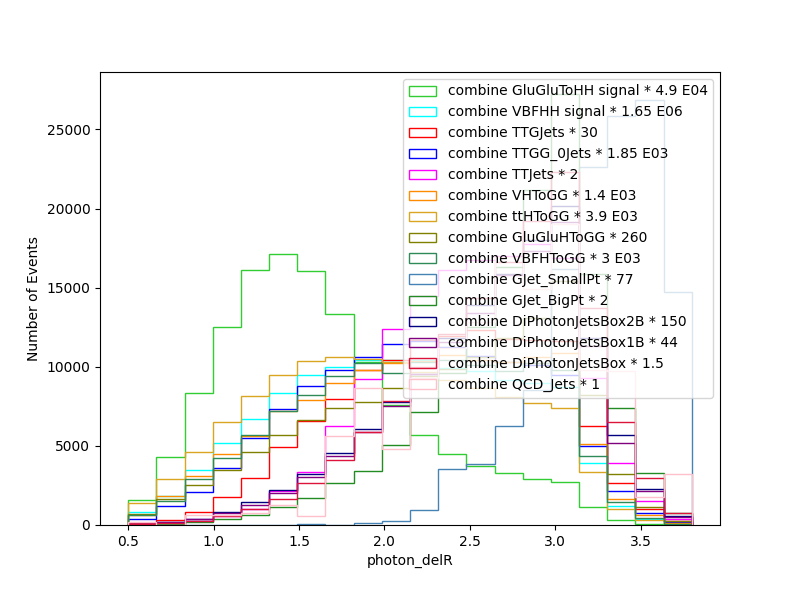 combine GluGluToHH signal * 4.9 E04
combine VBFHH signal * 1.65 E06
combine TTGJets * 30
combine TTGG_0Jets * 1.85 E03
combine TTJets * 2
combine VHToGG * 1.4 E03
combine ttHToGG * 3.9 E03
combine GluGluHToGG * 260
combine VBFHToGG * 3 E03
combine GJet_SmallPt * 77
combine GJet_BigPt * 2
combine DiPhotonJetsBox2B * 150
combine DiPhotonJetsBox1B * 44
combine DiPhotonJetsBox * 1.5
combine QCD_Jets * 1
25000
20000
15000
10000
5000
0
Number of Events
0.5 1.0 1.5 2.0 2.5 3.0 3.5
photon_delR